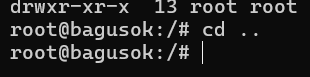 drwxr-xr-x  13 root root
root@bagusok:/# cd ..
root@bagusok:/#